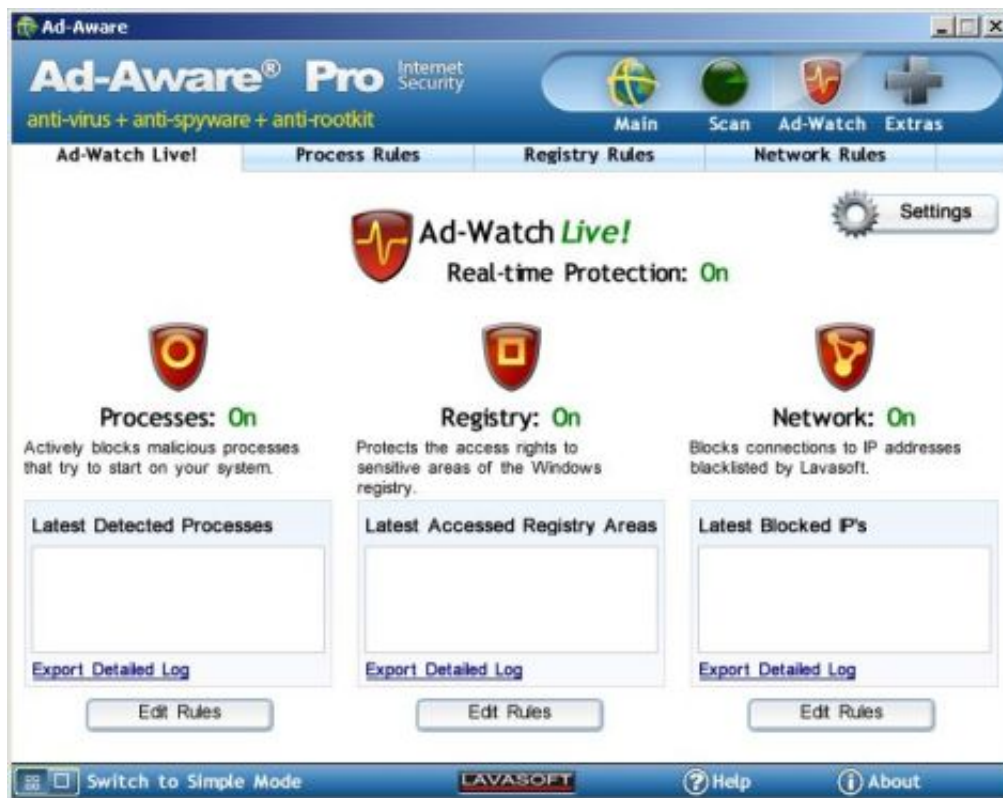 Ad-Aware
Ad-Aware® Pro Internet Security
anti-virus + anti-spyware + anti-rootkit
Main Scan Ad-Watch Extras
Ad-Watch Live! Process Rules Registry Rules Network Rules
Settings
Ad-Watch Live!
Real-time Protection: On
Processes: On
Actively blocks malicious processes
that try to start on your system.
Latest Detected Processes
Export Detailed Log
Edit Rules
Registry: On
Protects the access rights to
sensitive areas of the Windows
registry.
Latest Accessed Registry Areas
Export Detailed Log
Edit Rules
Network: On
Blocks connections to IP addresses
blacklisted by Lavasoft.
Latest Blocked IP's
Export Detailed Log
Edit Rules
Switch to Simple Mode LAVASOFT Help About